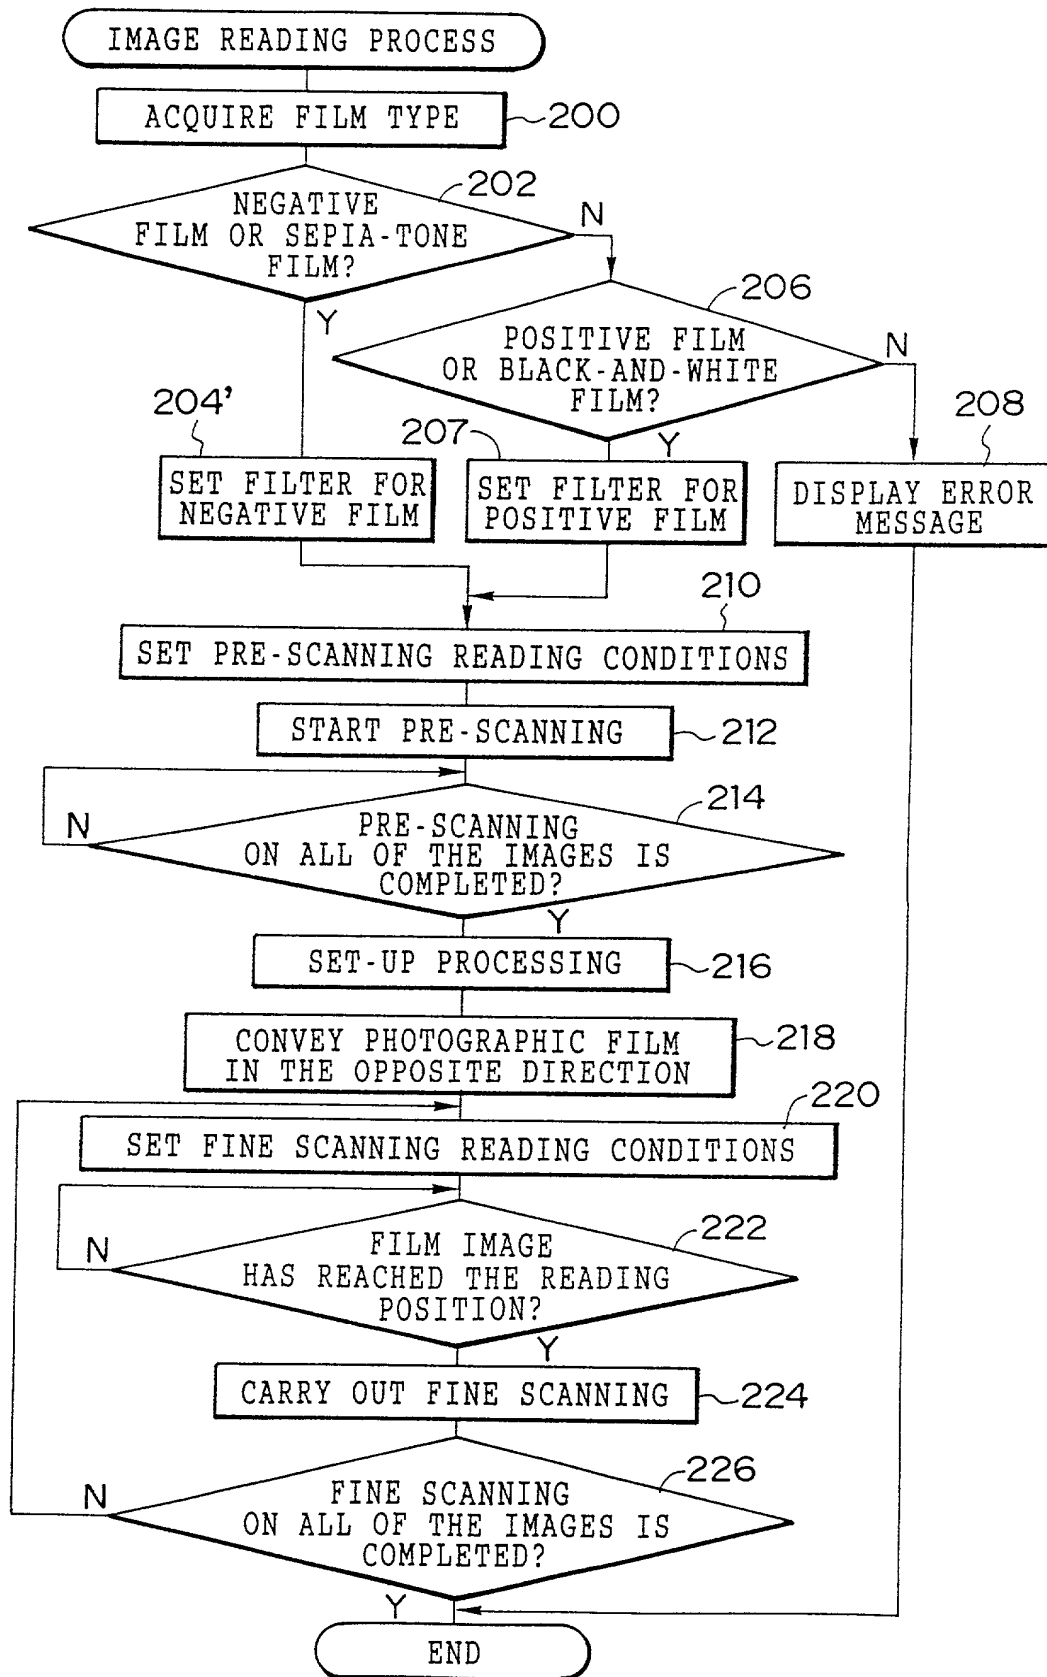 IMAGE READING PROCESS
ACQUIRE FILM TYPE
200
202
NEGATIVE
FILM OR SEPIA-TONE
FILM?
N
Y
206
POSITIVE FILM
OR BLACK-AND-WHITE
FILM?
N
Y
204'
SET FILTER FOR
NEGATIVE FILM
207
SET FILTER FOR
POSITIVE FILM
208
DISPLAY ERROR
MESSAGE
210
SET PRE-SCANNING READING CONDITIONS
START PRE-SCANNING
212
214
N
PRE-SCANNING
ON ALL OF THE IMAGES IS
COMPLETED?
Y
SET-UP PROCESSING
216
CONVEY PHOTOGRAPHIC FILM
IN THE OPPOSITE DIRECTION
218
220
SET FINE SCANNING READING CONDITIONS
222
N
FILM IMAGE
HAS REACHED THE READING
POSITION?
Y
CARRY OUT FINE SCANNING
224
226
N
FINE SCANNING
ON ALL OF THE IMAGES IS
COMPLETED?
Y
END